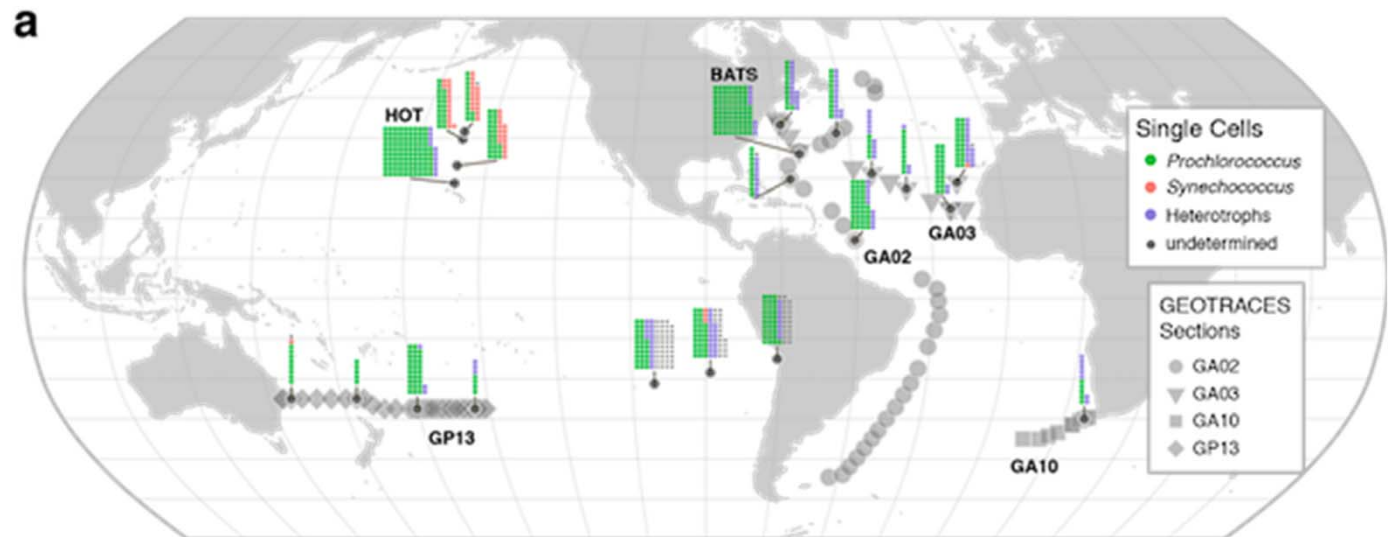 a
BATS
HOT
GA03
GA02
GP13
GA10
Single Cells
Prochlorococcus
Synechococcus
Heterotrophs
undetermined
GEOTRACES
Sections
GA02
GA03
GA10
GP13